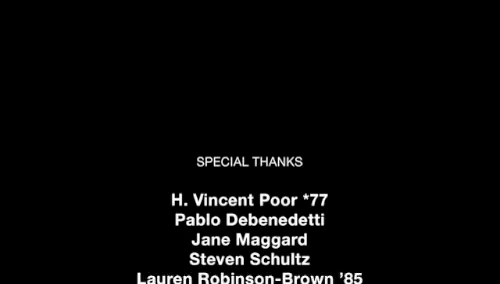 SPECIAL THANKS
H. Vincent Poor *77
Pablo Debenedetti
Jane Maggard
Steven Schultz
Lauren Robinson-Brown ’85